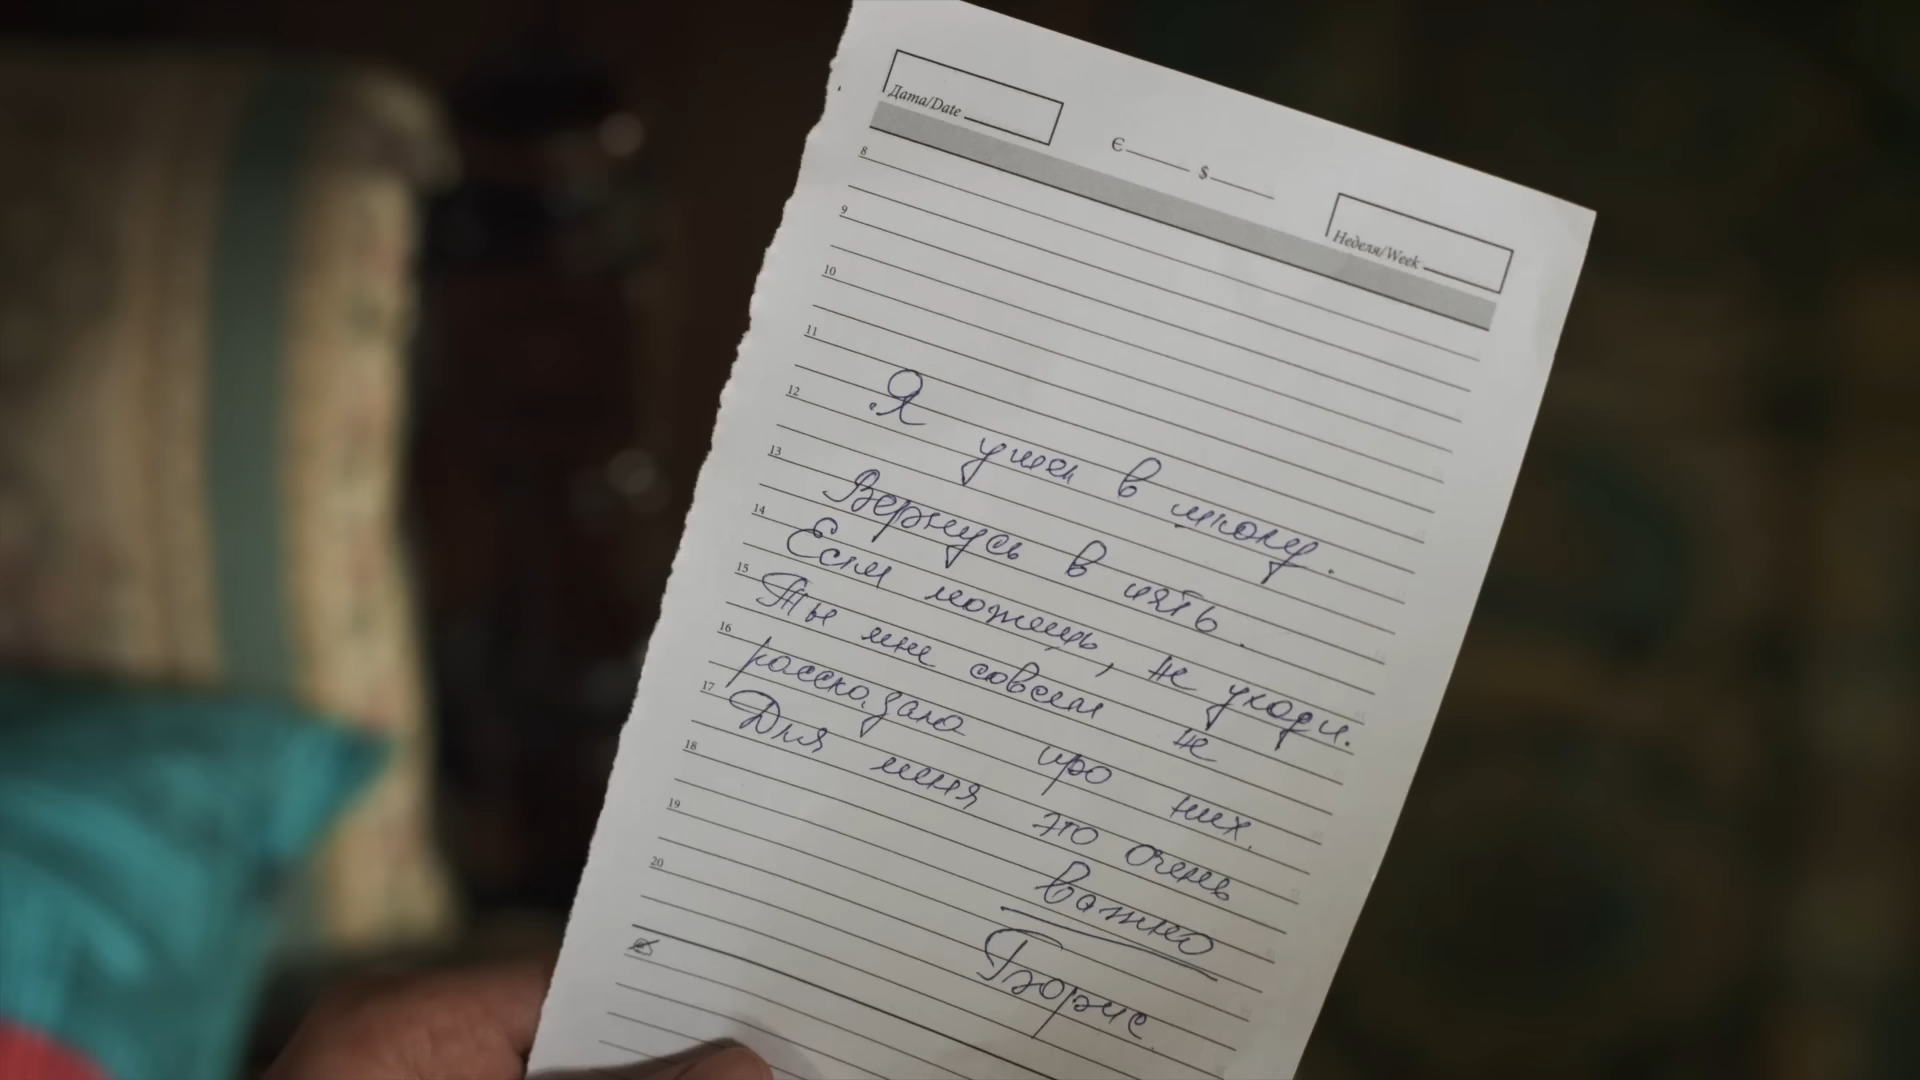 Дата/Date
Є $
Неделя/Week
8
9
10
11
12
13
14
15
16
17
18
19
20
Я ушел в школу.
Вернусь в пять.
Если можешь, не уходи.
Ты мне совсем не
рассказала про них.
Для меня это очень
важно
Борис.